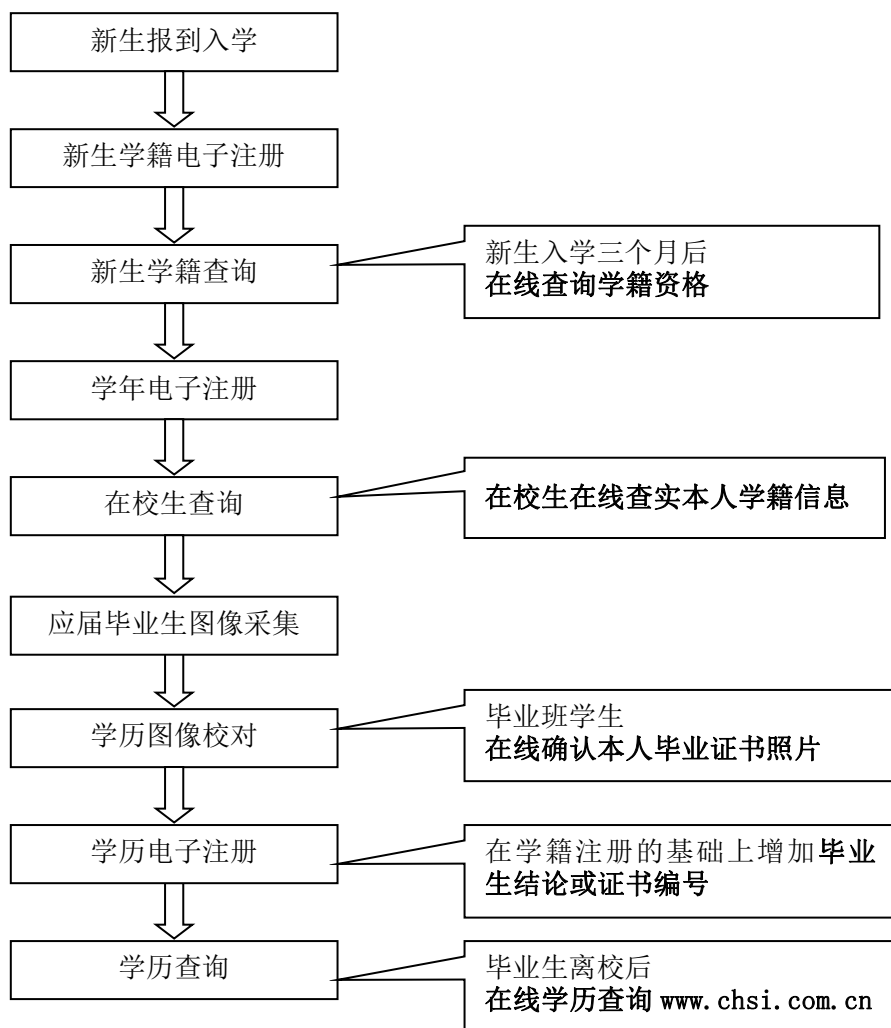 新生报到入学
新生学籍电子注册
新生学籍查询
新生入学三个月后
在线查询学籍资格
学年电子注册
在校生查询
在校生在线查实本人学籍信息
应届毕业生图像采集
学历图像校对
毕业班学生
在线确认本人毕业证书照片
学历电子注册
在学籍注册的基础上增加毕业
生结论或证书编号
学历查询
毕业生离校后
在线学历查询 www.chsi.com.cn